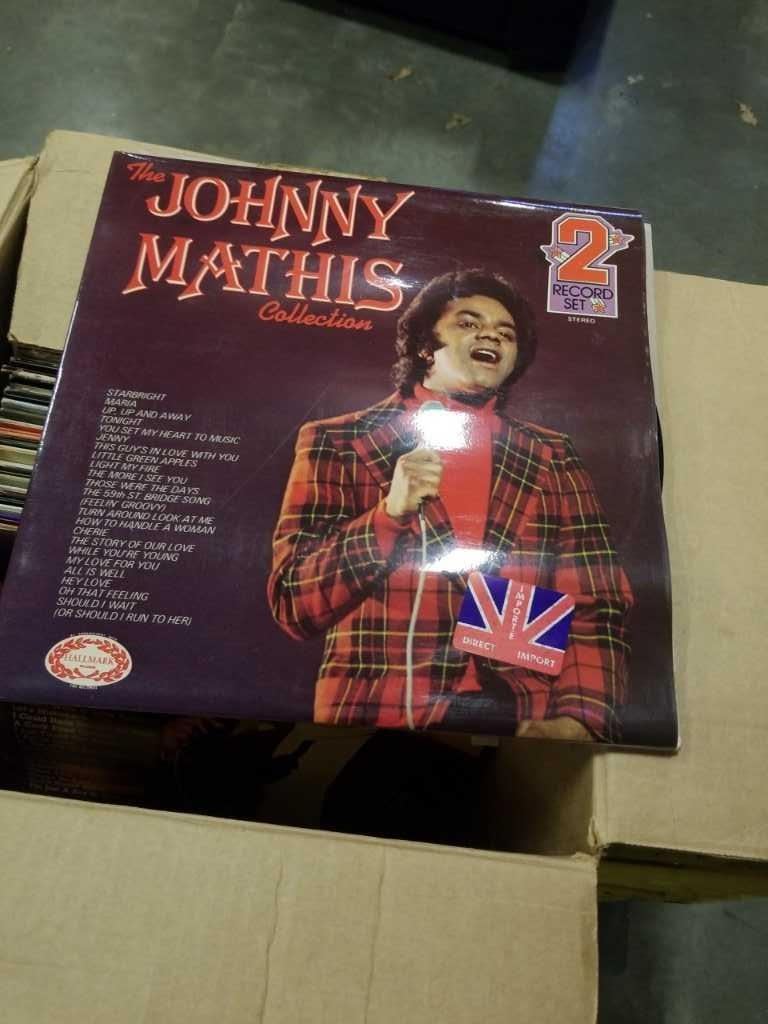 The
JOHNNY
MATHIS
Collection
2
RECORD
SET
STEREO
STARBRIGHT
MARIA
UP, UP AND AWAY
TONIGHT
YOU SET MY HEART TO MUSIC
JENNY
THIS GUY'S IN LOVE WITH YOU
LITTLE GREEN APPLES
LIGHT MY FIRE
THE MORE I SEE YOU
THOSE WERE THE DAYS
THE 59th ST. BRIDGE SONG
(FEELIN' GROOVY)
TURN AROUND LOOK AT ME
HOW TO HANDLE A WOMAN
CHERIE
THE STORY OF OUR LOVE
WHILE YOU'RE YOUNG
MY LOVE FOR YOU
ALL IS WELL
HEY LOVE
OH THAT FEELING
SHOULD I WAIT
(OR SHOULD I RUN TO HER)
HALLMARK
IMPORTE
DIRECT IMPORT